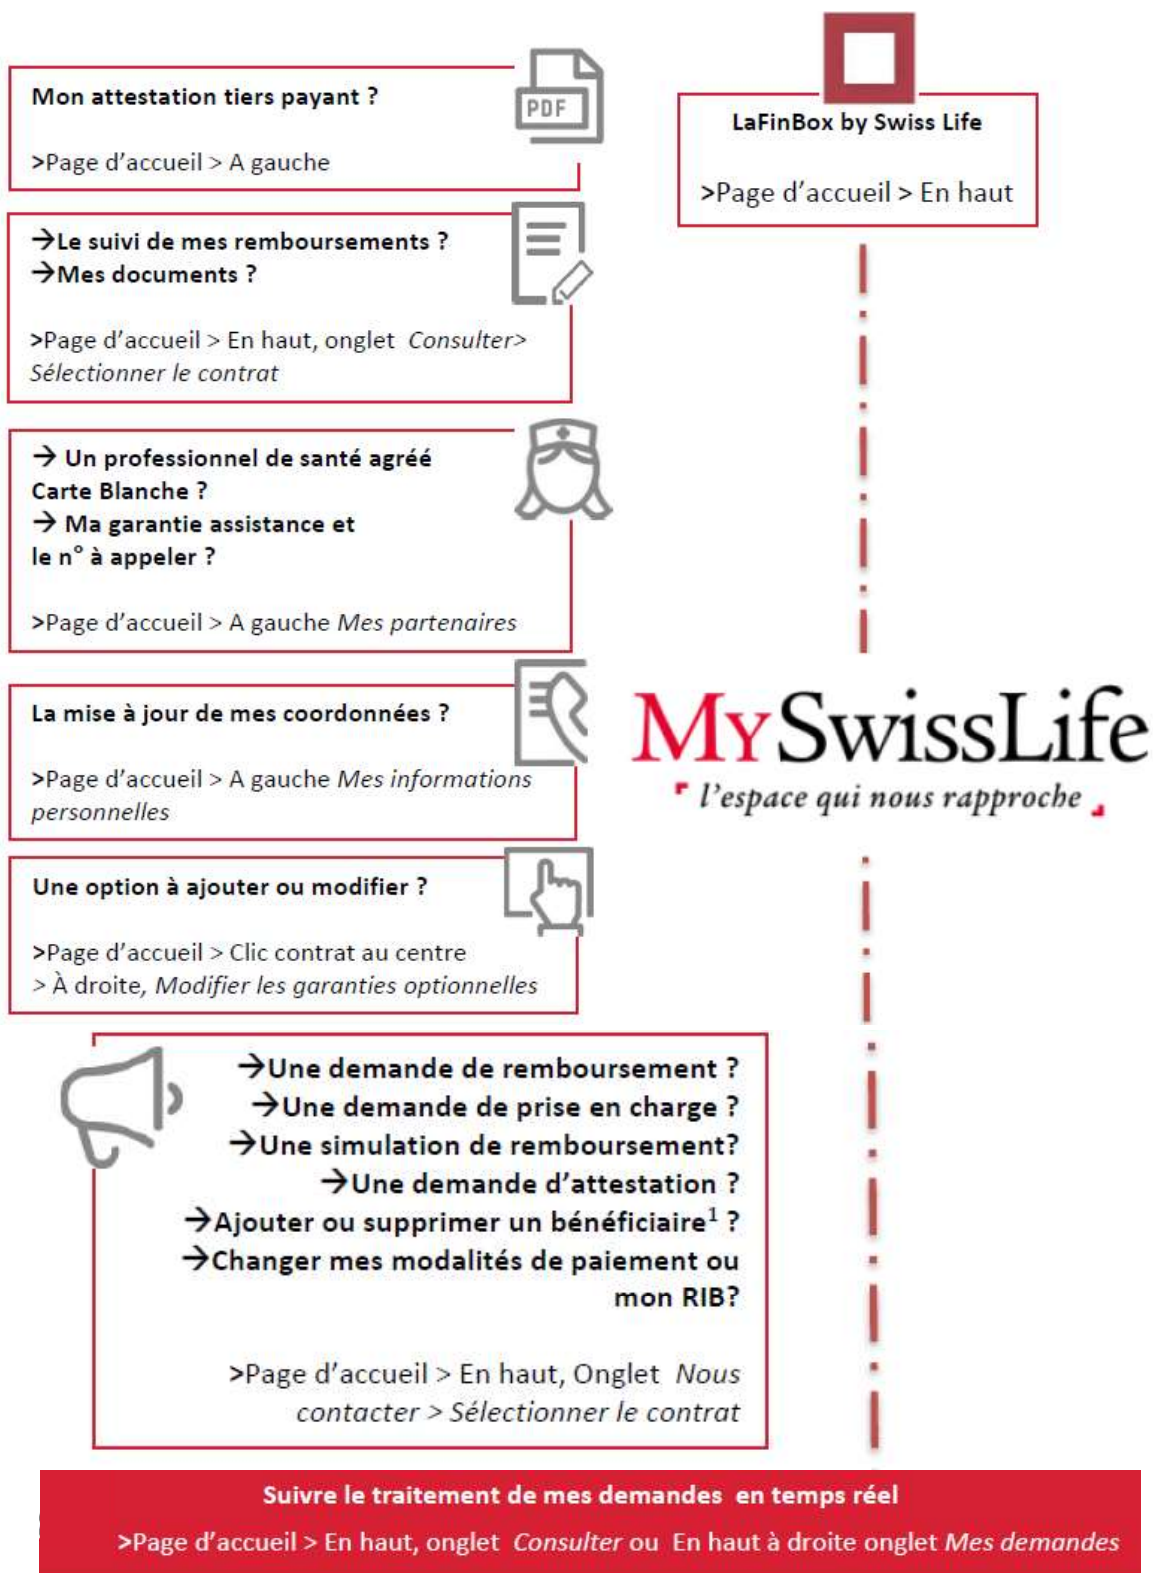 Mon attestation tiers payant ?
PDF
>Page d’accueil > A gauche
LaFinBox by Swiss Life
>Page d’accueil > En haut
→Le suivi de mes remboursements ?
→Mes documents ?
>Page d’accueil > En haut, onglet Consulter>
Sélectionner le contrat
→ Un professionnel de santé agréé
Carte Blanche ?
→ Ma garantie assistance et
le n° à appeler ?
>Page d’accueil > A gauche Mes partenaires
La mise à jour de mes coordonnées ?
>Page d’accueil > A gauche Mes informations
personnelles
MySwissLife
l’espace qui nous rapproche
Une option à ajouter ou modifier ?
>Page d’accueil > Clic contrat au centre
> À droite, Modifier les garanties optionnelles
→Une demande de remboursement ?
→Une demande de prise en charge ?
→Une simulation de remboursement?
→Une demande d’attestation ?
→Ajouter ou supprimer un bénéficiaire¹ ?
→Changer mes modalités de paiement ou
mon RIB?
>Page d’accueil > En haut, Onglet Nous
contacter > Sélectionner le contrat
Suivre le traitement de mes demandes en temps réel
>Page d’accueil > En haut, onglet Consulter ou En haut à droite onglet Mes demandes